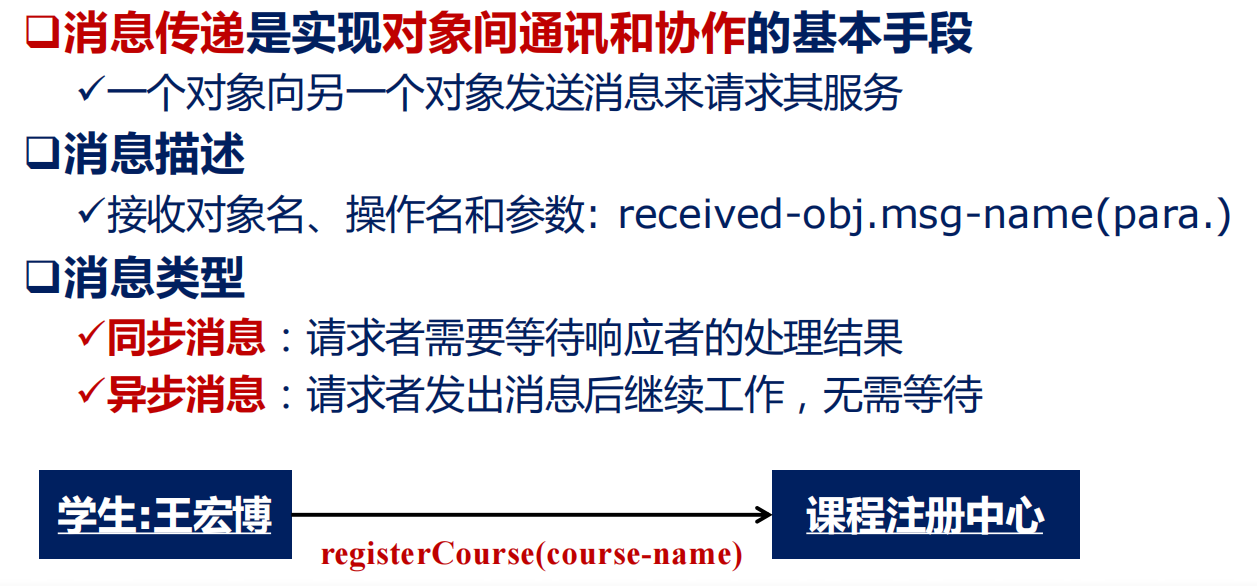 消息传递是实现对象间通讯和协作的基本手段
一个对象向另一个对象发送消息来请求其服务
消息描述
接收对象名、操作名和参数: received-obj.msg-name(para.)
消息类型
同步消息：请求者需要等待响应者的处理结果
异步消息：请求者发出消息后继续工作，无需等待
学生:王宏博
registerCourse(course-name)
课程注册中心